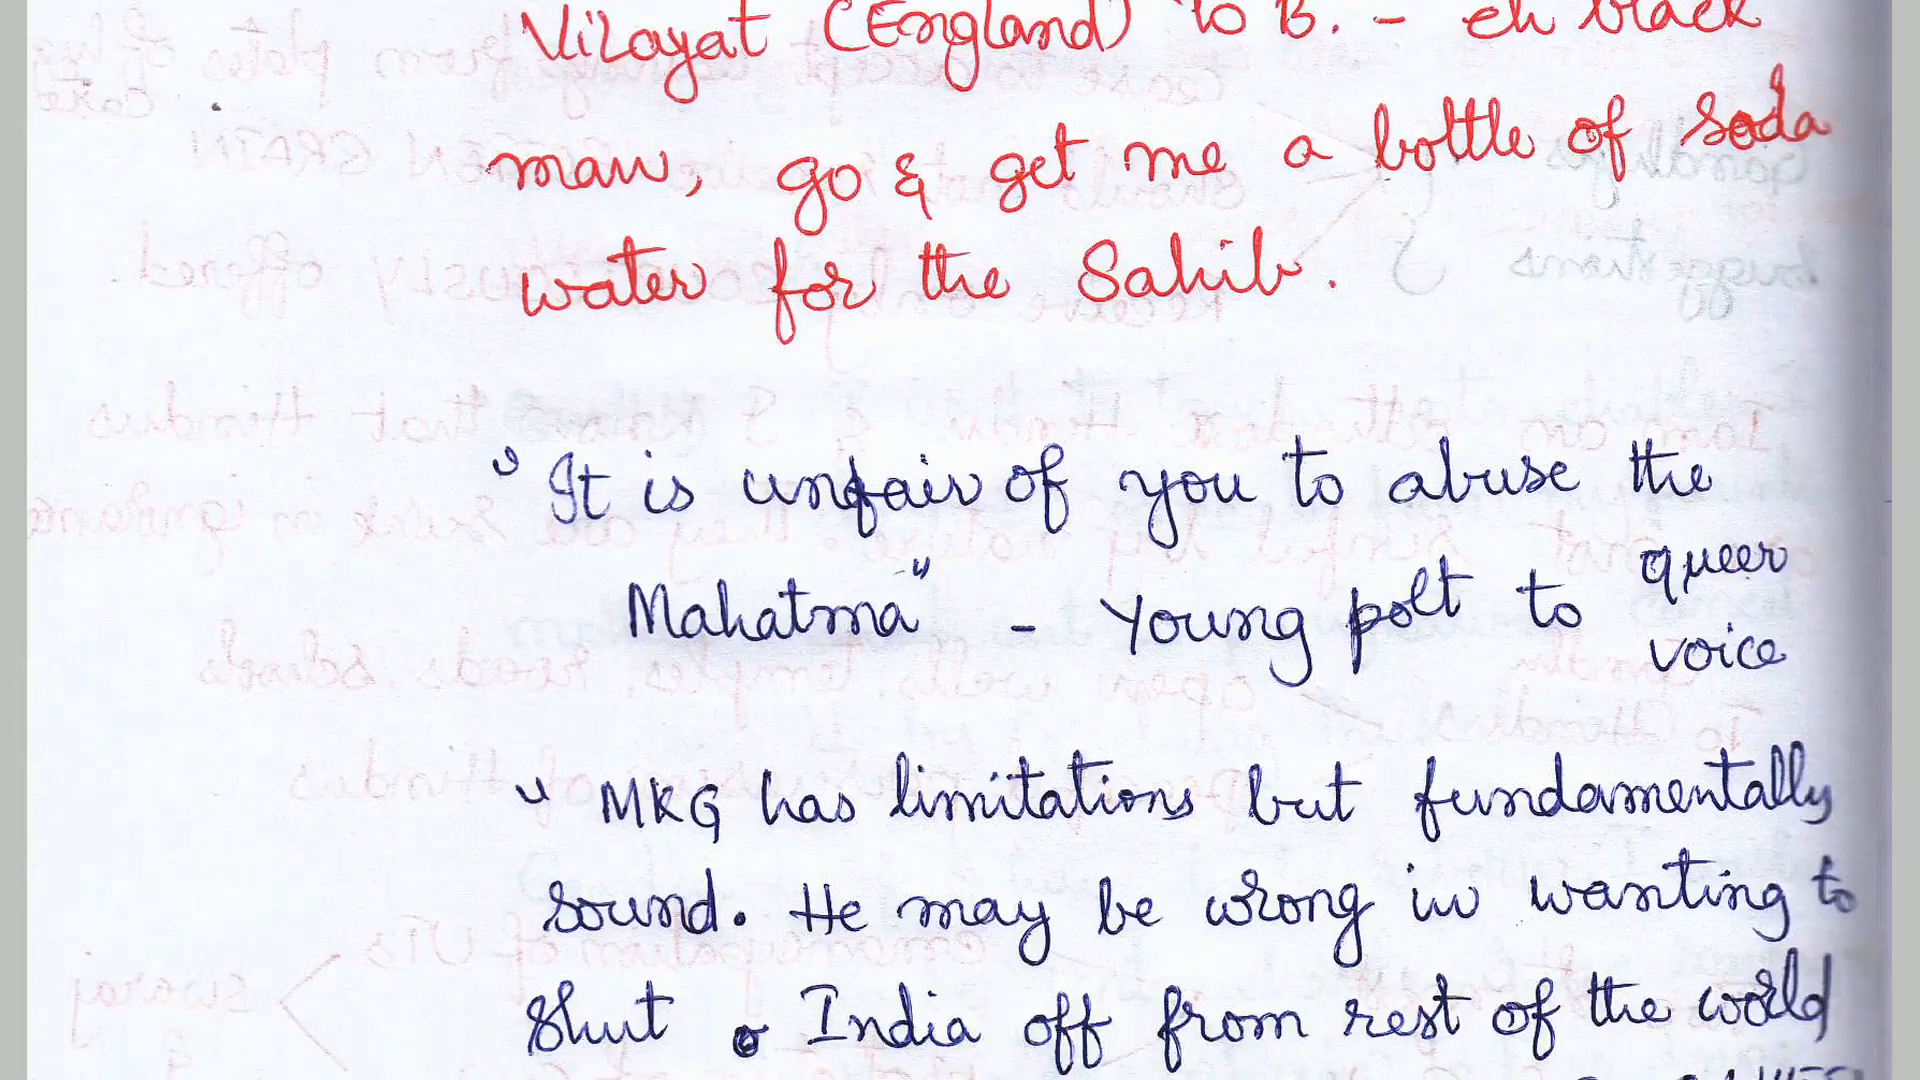 Vilayat (England) to B. - eh black
man, go & get me a bottle of soda
water for the Sahib.
"It is unfair of you to abuse the
Mahatma" - Young poet to queer
voice
" MKG has limitations but fundamentally
sound. He may be wrong in wanting to
shut India off from rest of the world